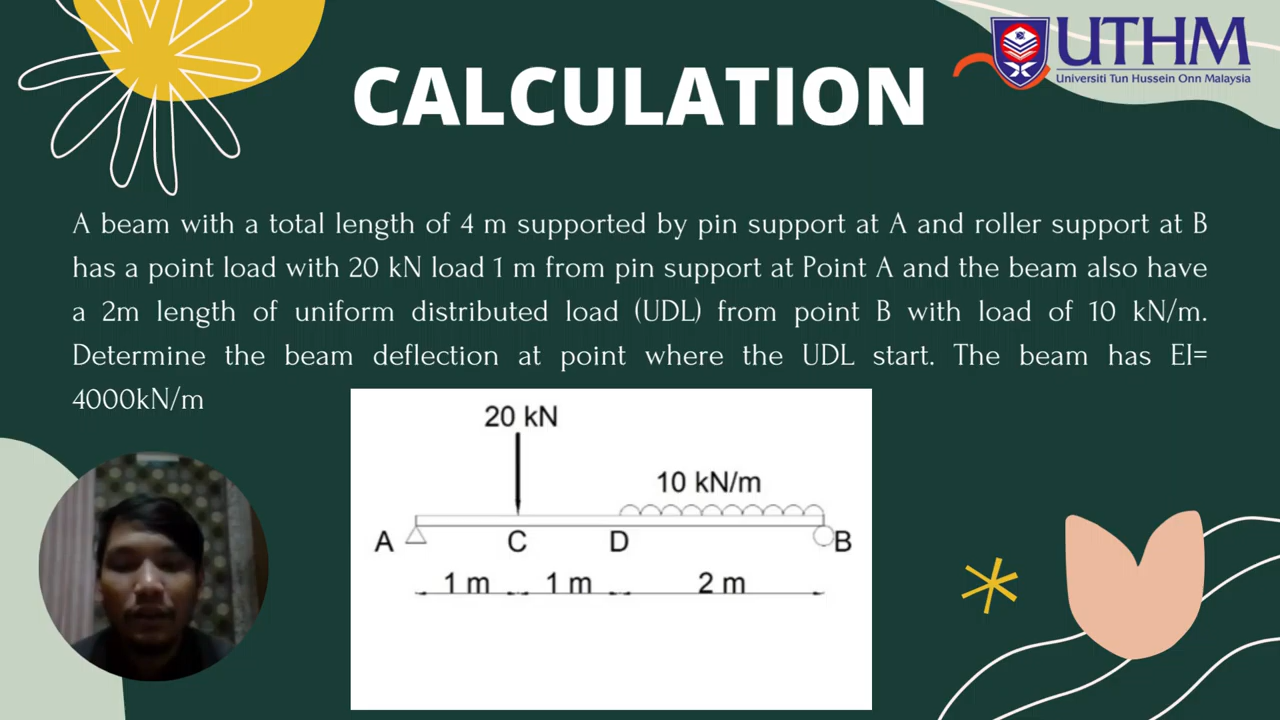 UTHM
Universiti Tun Hussein Onn Malaysia
CALCULATION
A beam with a total length of 4 m supported by pin support at A and roller support at B
has a point load with 20 kN load 1 m from pin support at Point A and the beam also have
a 2m length of uniform distributed load (UDL) from point B with load of 10 kN/m.
Determine the beam deflection at point where the UDL start. The beam has EI=
4000kN/m
20 kN
10 kN/m
A
C
D
B
1 m
1 m
2 m